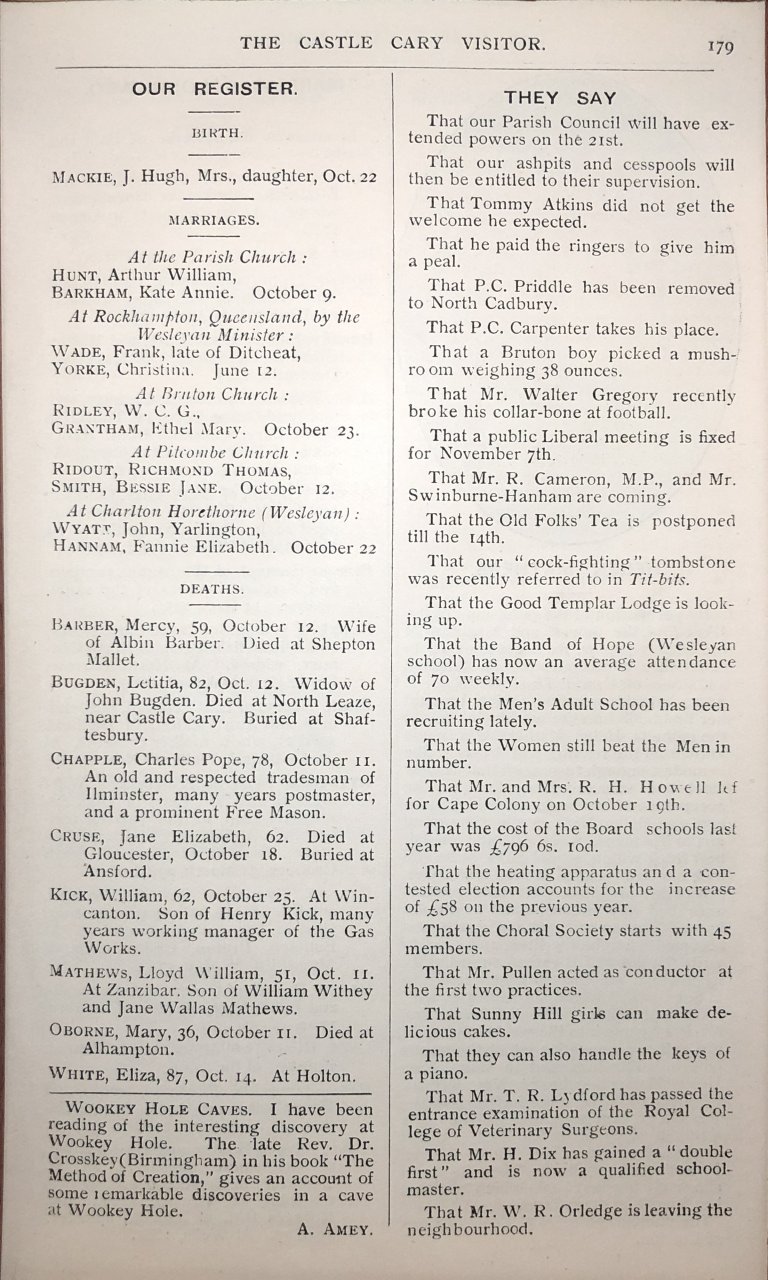 THE CASTLE CARY VISITOR.
179
OUR REGISTER.
BIRTH.
MACKIE, J. Hugh, Mrs., daughter, Oct. 22
MARRIAGES.
At the Parish Church :
HUNT, Arthur William,
BARKHAM, Kate Annie. October 9.
At Rockhampton, Queensland, by the
Wesleyan Minister :
WADE, Frank, late of Ditcheat,
YORKE, Christina. June 12.
At Bruton Church :
RIDLEY, W. C. G.,
GRANTHAM, Ethel Mary. October 23.
At Pitcombe Church :
RIDOUT, RICHMOND THOMAS,
SMITH, BESSIE JANE. October 12.
At Charlton Horethorne (Wesleyan) :
WYATT, John, Yarlington,
HANNAM, Fannie Elizabeth. October 22
DEATHS.
BARBER, Mercy, 59, October 12. Wife
of Albin Barber. Died at Shepton
Mallet.
BUGDEN, Letitia, 82, Oct. 12. Widow of
John Bugden. Died at North Leaze,
near Castle Cary. Buried at Shaf-
tesbury.
CHAPPLE, Charles Pope, 78, October 11.
An old and respected tradesman of
Ilminster, many years postmaster,
and a prominent Free Mason.
CRUSE, Jane Elizabeth, 62. Died at
Gloucester, October 18. Buried at
Ansford.
KICK, William, 62, October 25. At Win-
canton. Son of Henry Kick, many
years working manager of the Gas
Works.
MATHEWS, Lloyd William, 51, Oct. 11.
At Zanzibar. Son of William Withey
and Jane Wallas Mathews.
OBORNE, Mary, 36, October 11. Died at
Alhampton.
WHITE, Eliza, 87, Oct. 14. At Holton.
WOOKEY HOLE CAVES. I have been
reading of the interesting discovery at
Wookey Hole. The late Rev. Dr.
Crosskey (Birmingham) in his book "The
Method of Creation," gives an account of
some remarkable discoveries in a cave
at Wookey Hole.
A. AMEY.
THEY SAY
That our Parish Council will have ex-
tended powers on the 21st.
That our ashpits and cesspools will
then be entitled to their supervision.
That Tommy Atkins did not get the
welcome he expected.
That he paid the ringers to give him
a peal.
That P.C. Priddle has been removed
to North Cadbury.
That P.C. Carpenter takes his place.
That a Bruton boy picked a mush-
room weighing 38 ounces.
That Mr. Walter Gregory recently
broke his collar-bone at football.
That a public Liberal meeting is fixed
for November 7th.
That Mr. R. Cameron, M.P., and Mr.
Swinburne-Hanham are coming.
That the Old Folks' Tea is postponed
till the 14th.
That our "cock-fighting" tombstone
was recently referred to in Tit-bits.
That the Good Templar Lodge is look-
ing up.
That the Band of Hope (Wesleyan
school) has now an average attendance
of 70 weekly.
That the Men's Adult School has been
recruiting lately.
That the Women still beat the Men in
number.
That Mr. and Mrs. R. H. Howell lef
for Cape Colony on October 19th.
That the cost of the Board schools last
year was £796 6s. 10d.
That the heating apparatus and a con-
tested election accounts for the increase
of £58 on the previous year.
That the Choral Society starts with 45
members.
That Mr. Pullen acted as conductor at
the first two practices.
That Sunny Hill girls can make de-
licious cakes.
That they can also handle the keys of
a piano.
That Mr. T. R. Lydford has passed the
entrance examination of the Royal Col-
lege of Veterinary Surgeons.
That Mr. H. Dix has gained a "double
first" and is now a qualified school-
master.
That Mr. W. R. Orledge is leaving the
neighbourhood.